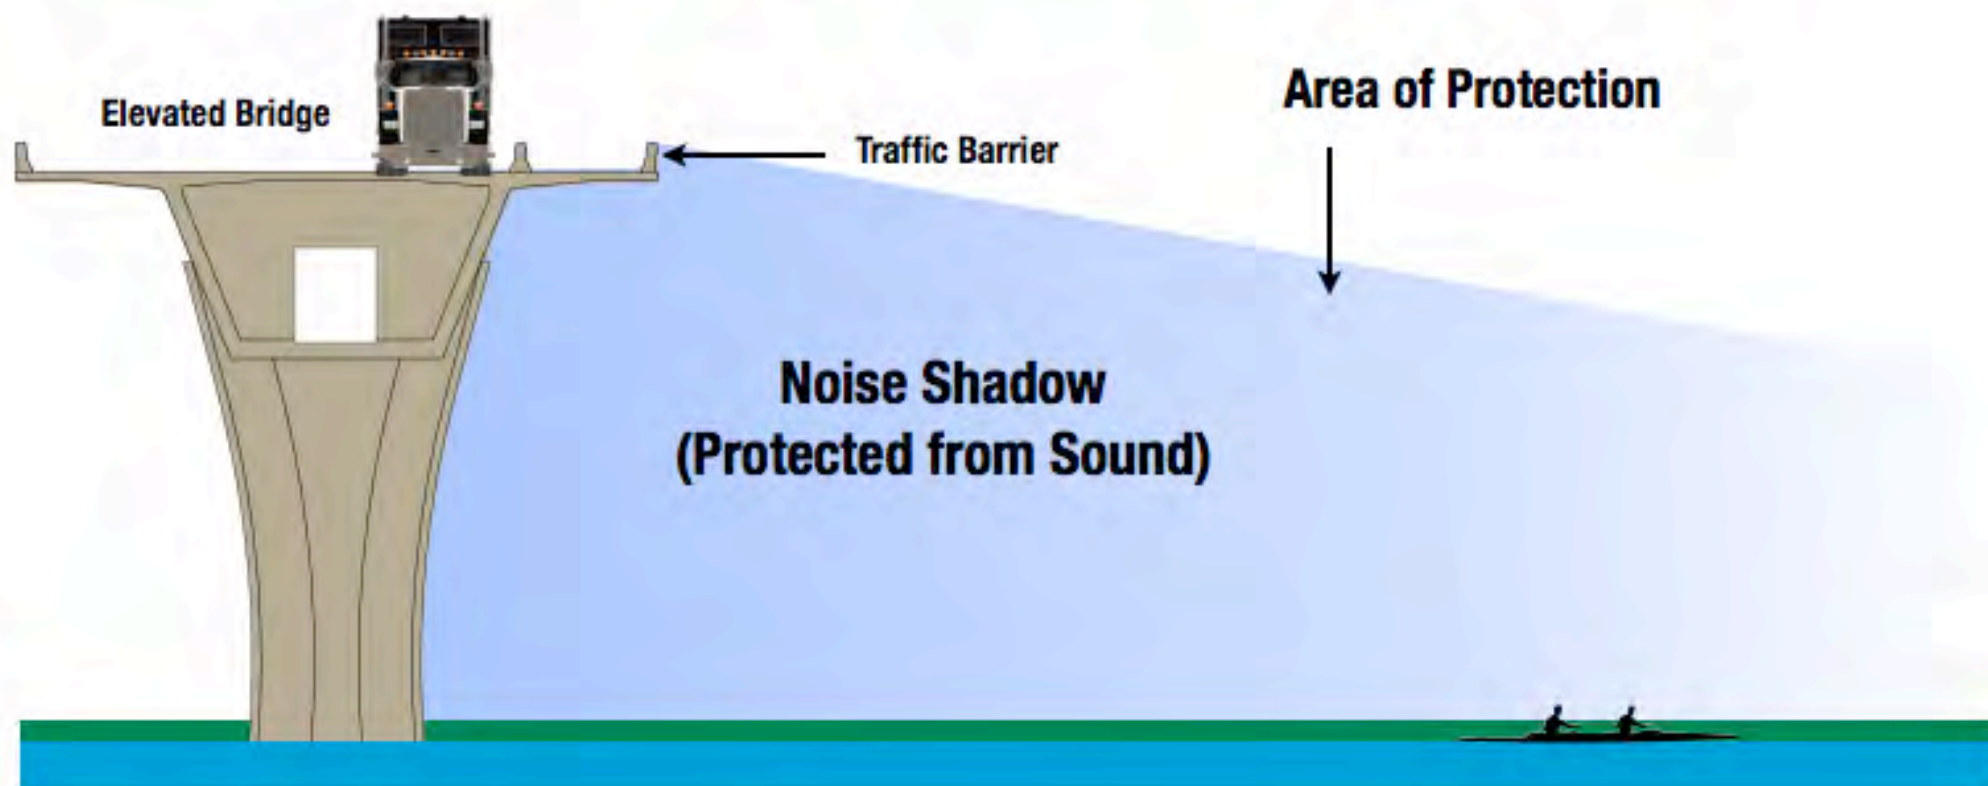 Elevated Bridge
Area of Protection
Traffic Barrier
Noise Shadow
(Protected from Sound)